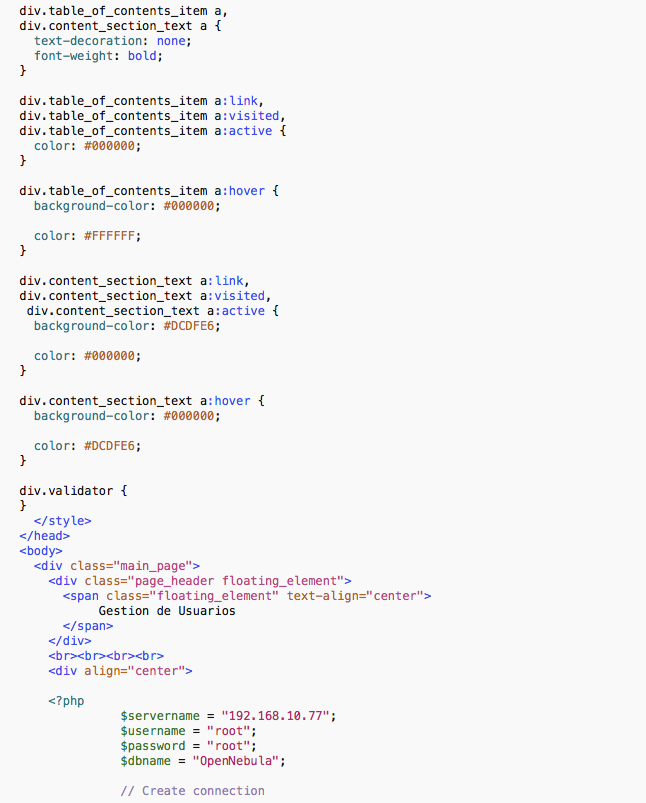 div.table_of_contents_item a,
div.content_section_text a {
  text-decoration: none;
  font-weight: bold;
}

div.table_of_contents_item a:link,
div.table_of_contents_item a:visited,
div.table_of_contents_item a:active {
  color: #000000;
}

div.table_of_contents_item a:hover {
  background-color: #000000;

  color: #FFFFFF;
}

div.content_section_text a:link,
div.content_section_text a:visited,
 div.content_section_text a:active {
  background-color: #DCDFE6;

  color: #000000;
}

div.content_section_text a:hover {
  background-color: #000000;

  color: #DCDFE6;
}

div.validator {
}
  </style>
</head>
<body>
  <div class="main_page">
    <div class="page_header floating_element">
      <span class="floating_element" text-align="center">
           Gestion de Usuarios
      </span>
    </div>
    <br><br><br><br>
    <div align="center">

    <?php
              $servername = "192.168.10.77";
              $username = "root";
              $password = "root";
              $dbname = "OpenNebula";

              // Create connection